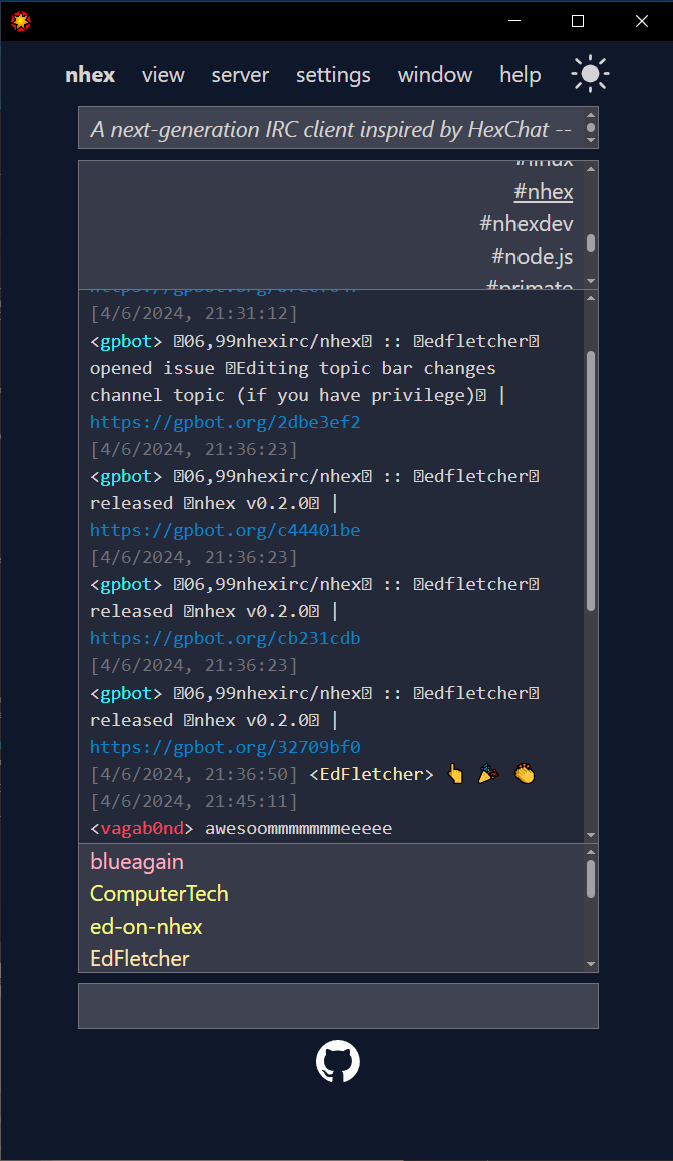 nhex view server settings window help
A next-generation IRC client inspired by HexChat --
#linux
#nhex
#nhexdev
#node.js
#primate
[4/6/2024, 21:31:12]
<gpbot> 06,99nhexirc/nhex :: edfletcher
opened issue Editing topic bar changes
channel topic (if you have privilege) |
https://gpbot.org/2dbe3ef2
[4/6/2024, 21:36:23]
<gpbot> 06,99nhexirc/nhex :: edfletcher
released nhex v0.2.0 |
https://gpbot.org/c44401be
[4/6/2024, 21:36:23]
<gpbot> 06,99nhexirc/nhex :: edfletcher
released nhex v0.2.0 |
https://gpbot.org/cb231cdb
[4/6/2024, 21:36:23]
<gpbot> 06,99nhexirc/nhex :: edfletcher
released nhex v0.2.0 |
https://gpbot.org/32709bf0
[4/6/2024, 21:36:50] <EdFletcher> 👆 🎉 👏
[4/6/2024, 21:45:11]
<vagab0nd> awesoommmmmmmeeeee
blueagain
ComputerTech
ed-on-nhex
EdFletcher